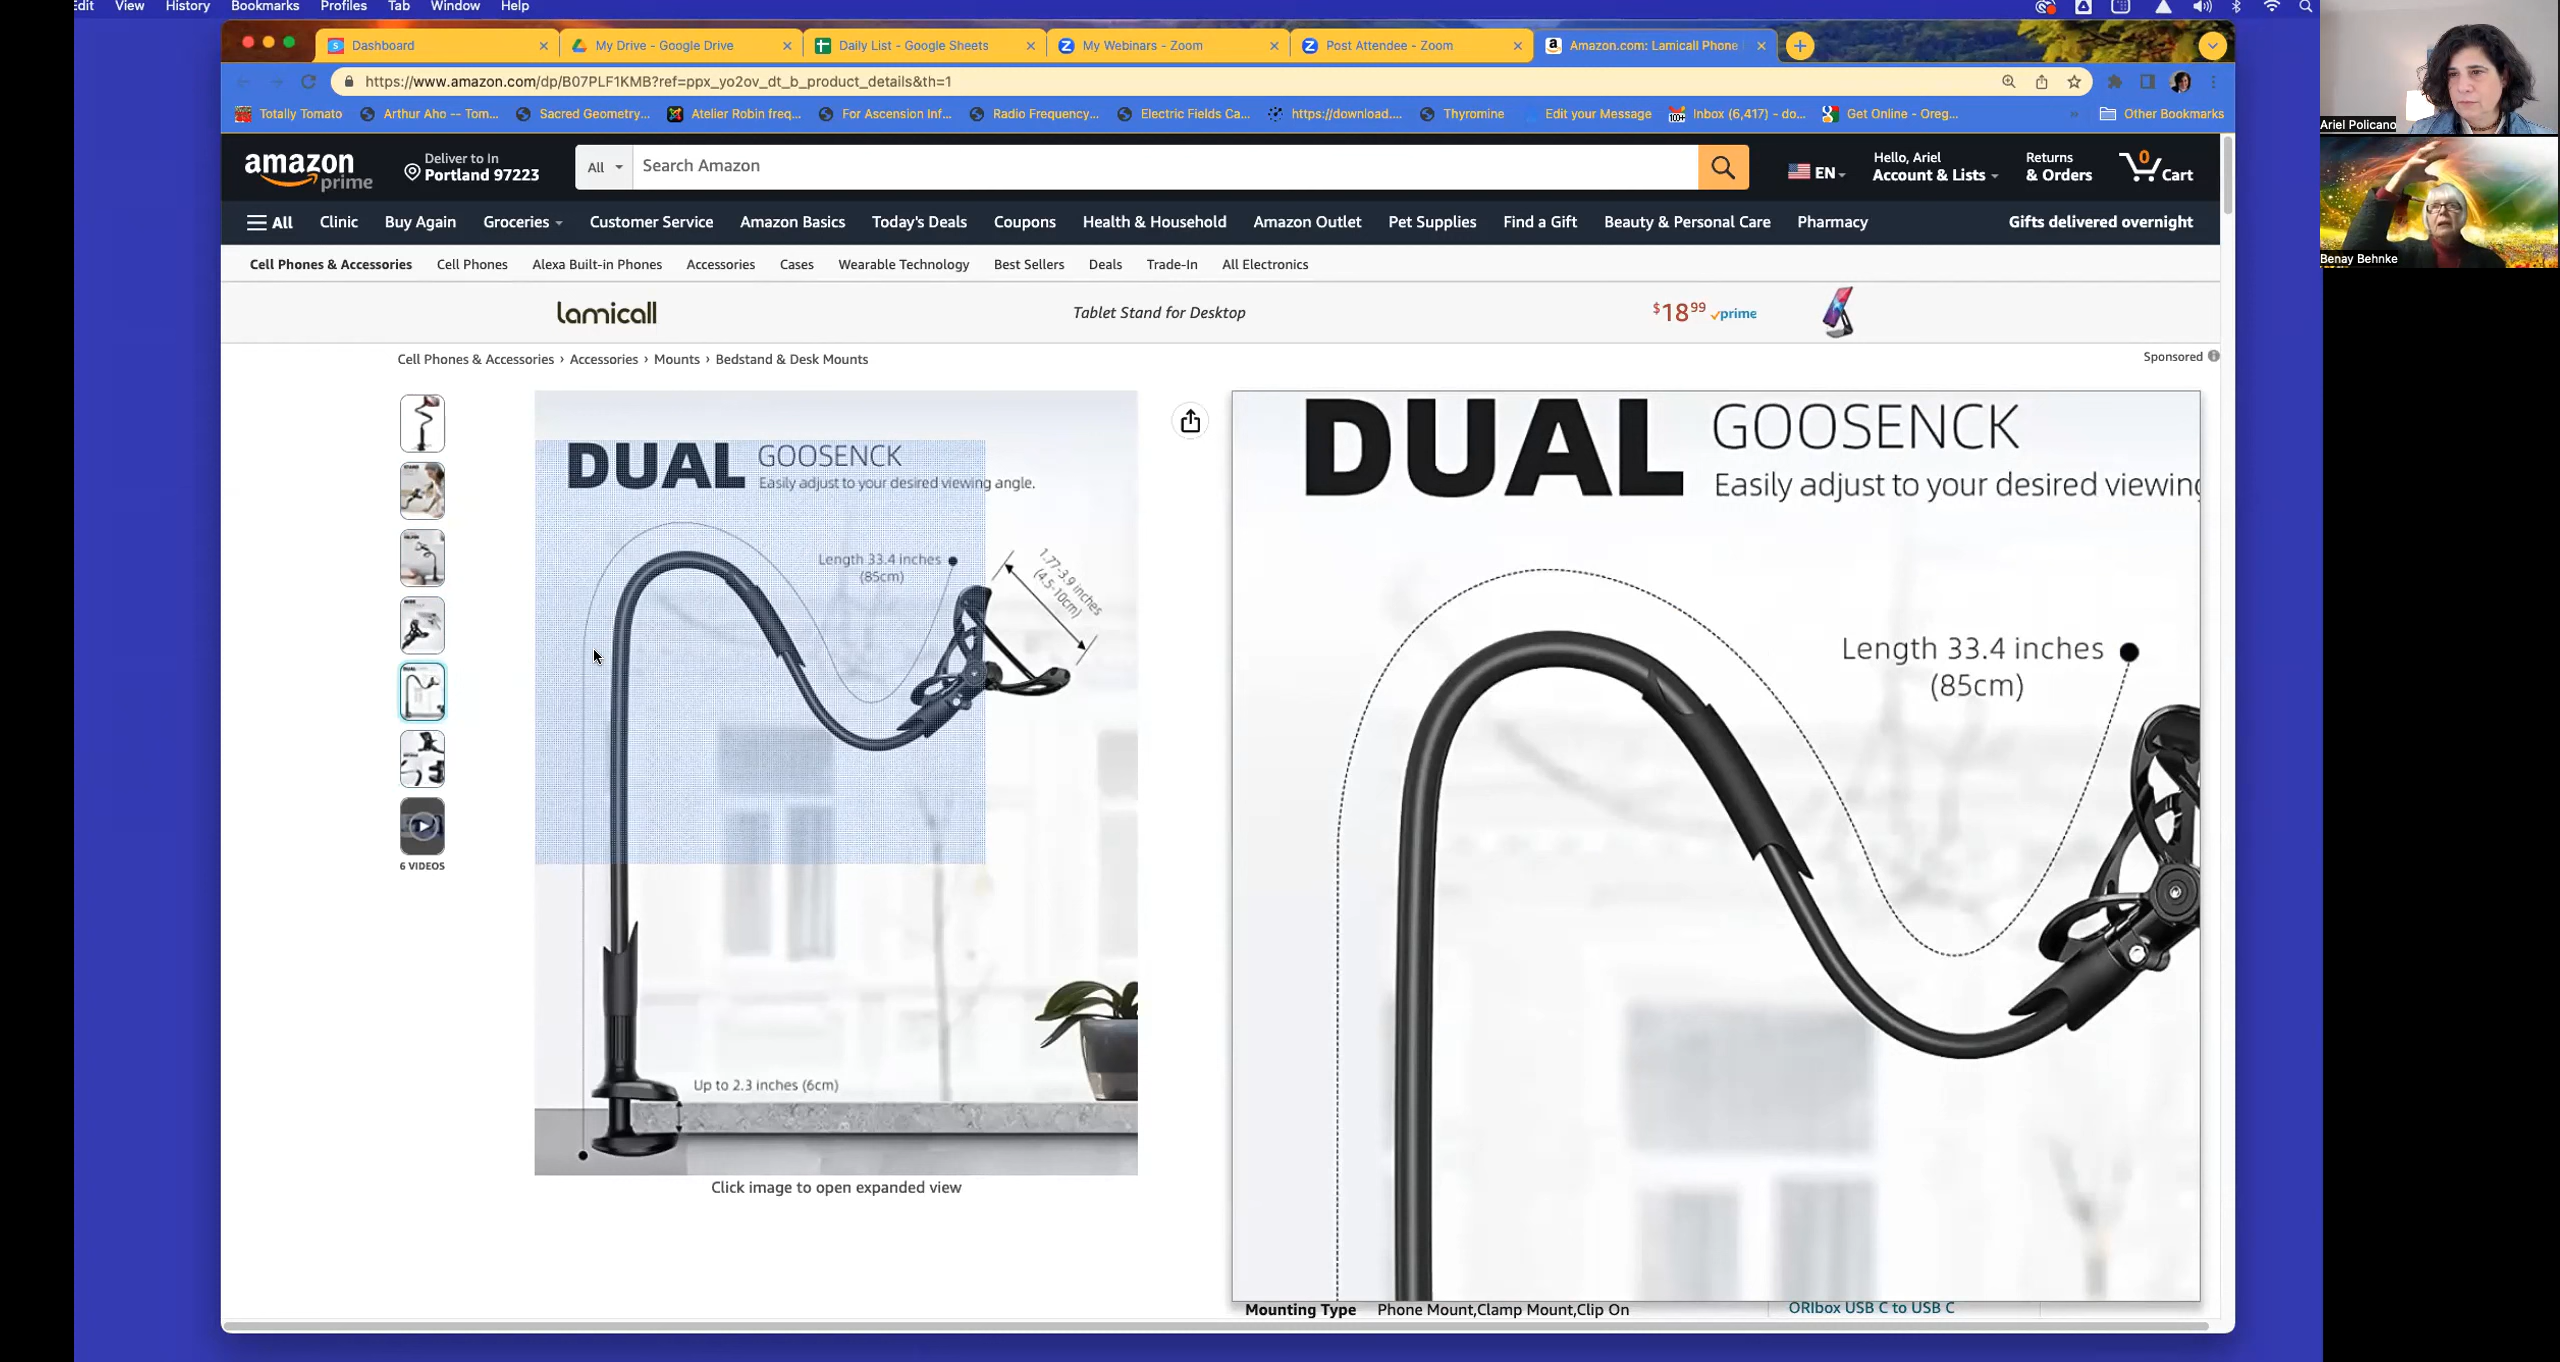 Edit View History Bookmarks Profiles Tab Window Help
Dashboard My Drive - Google Drive Daily List - Google Sheets My Webinars - Zoom Post Attendee - Zoom Amazon.com: Lamicall Phone
https://www.amazon.com/dp/B07PLF1KMB?ref=ppx_yo2ov_dt_b_product_details&th=1
Totally Tomato Arthur Aho -- Tom... Sacred Geometry... Atelier Robin freq... For Ascension Inf... Radio Frequency... Electric Fields Ca... https://download.... Thyromine Edit your Message Inbox (6,417) - do... Get Online - Oreg... » Other Bookmarks
Ariel Policano
Benay Behnke
amazon prime
Deliver to In
Portland 97223
All Search Amazon
EN
Hello, Ariel
Account & Lists
Returns
& Orders
0
Cart
All Clinic Buy Again Groceries Customer Service Amazon Basics Today's Deals Coupons Health & Household Amazon Outlet Pet Supplies Find a Gift Beauty & Personal Care Pharmacy Gifts delivered overnight
Cell Phones & Accessories Cell Phones Alexa Built-in Phones Accessories Cases Wearable Technology Best Sellers Deals Trade-In All Electronics
lamicall Tablet Stand for Desktop $18 99 prime
Cell Phones & Accessories › Accessories › Mounts › Bedstand & Desk Mounts
Sponsored
6 VIDEOS
DUAL GOOSENCK
Easily adjust to your desired viewing angle.
Length 33.4 inches
(85cm)
1.77-3.9 inches
(4.5-10cm)
Up to 2.3 inches (6cm)
Click image to open expanded view
DUAL GOOSENCK
Easily adjust to your desired viewing
Length 33.4 inches
(85cm)
Mounting Type Phone Mount,Clamp Mount,Clip On
ORIbox USB C to USB C